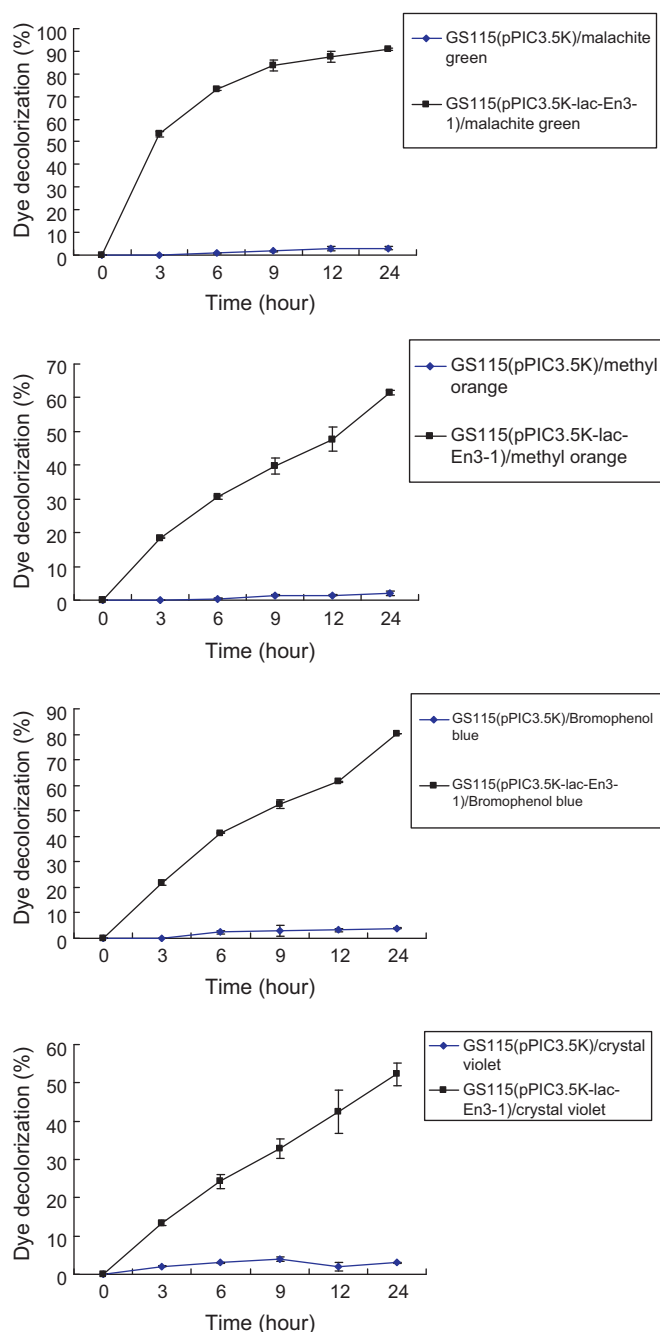 Dye decolorization (%)
100
90
80
70
60
50
40
30
20
10
0
0 3 6 9 12 24
Time (hour)
GS115(pPIC3.5K)/malachite
green
GS115(pPIC3.5K-lac-En3-
1)/malachite green
Dye decolorization (%)
70
60
50
40
30
20
10
0
0 3 6 9 12 24
Time (hour)
GS115(pPIC3.5K)/methyl
orange
GS115(pPIC3.5K-lac-
En3-1)/methyl orange
Dye decolorization (%)
90
80
70
60
50
40
30
20
10
0
0 3 6 9 12 24
Time (hour)
GS115(pPIC3.5K)/Bromophenol
blue
GS115(pPIC3.5K-lac-En3-
1)/Bromophenol blue
Dye decolorization (%)
60
50
40
30
20
10
0
0 3 6 9 12 24
Time (hour)
GS115(pPIC3.5K)/crystal
violet
GS115(pPIC3.5K-lac-
En3-1)/crystal violet